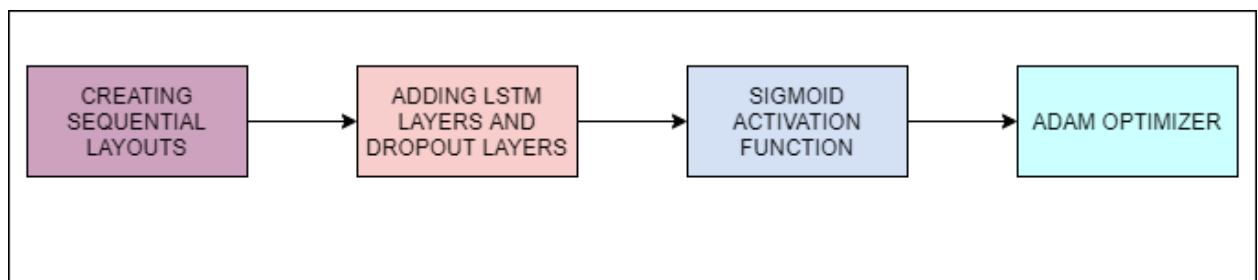 CREATING
SEQUENTIAL
LAYOUTS
ADDING LSTM
LAYERS AND
DROPOUT LAYERS
SIGMOID
ACTIVATION
FUNCTION
ADAM OPTIMIZER